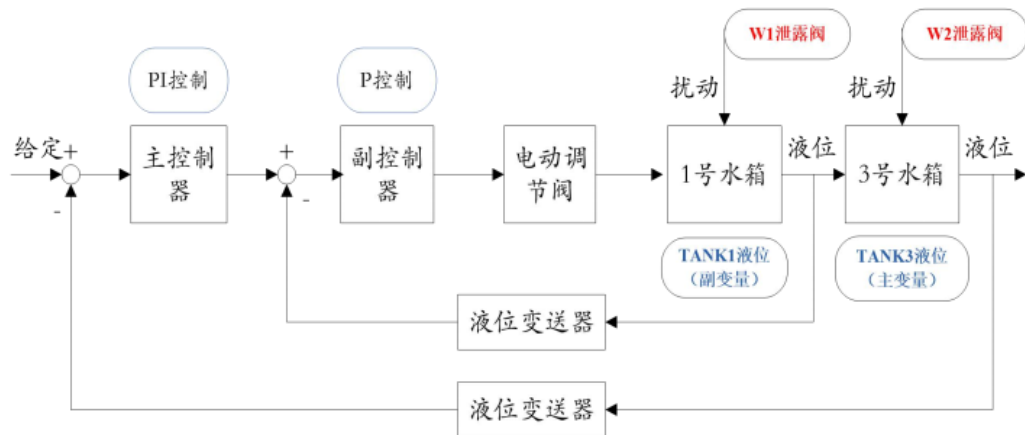 W1泄露阀
W2泄露阀
PI控制
P控制
扰动
扰动
给定
+
主控制
器
+
副控制
器
电动调
节阀
1号水箱
液位
3号水箱
液位
-
-
TANK1液位
（副变量）
TANK3液位
（主变量）
液位变送器
液位变送器